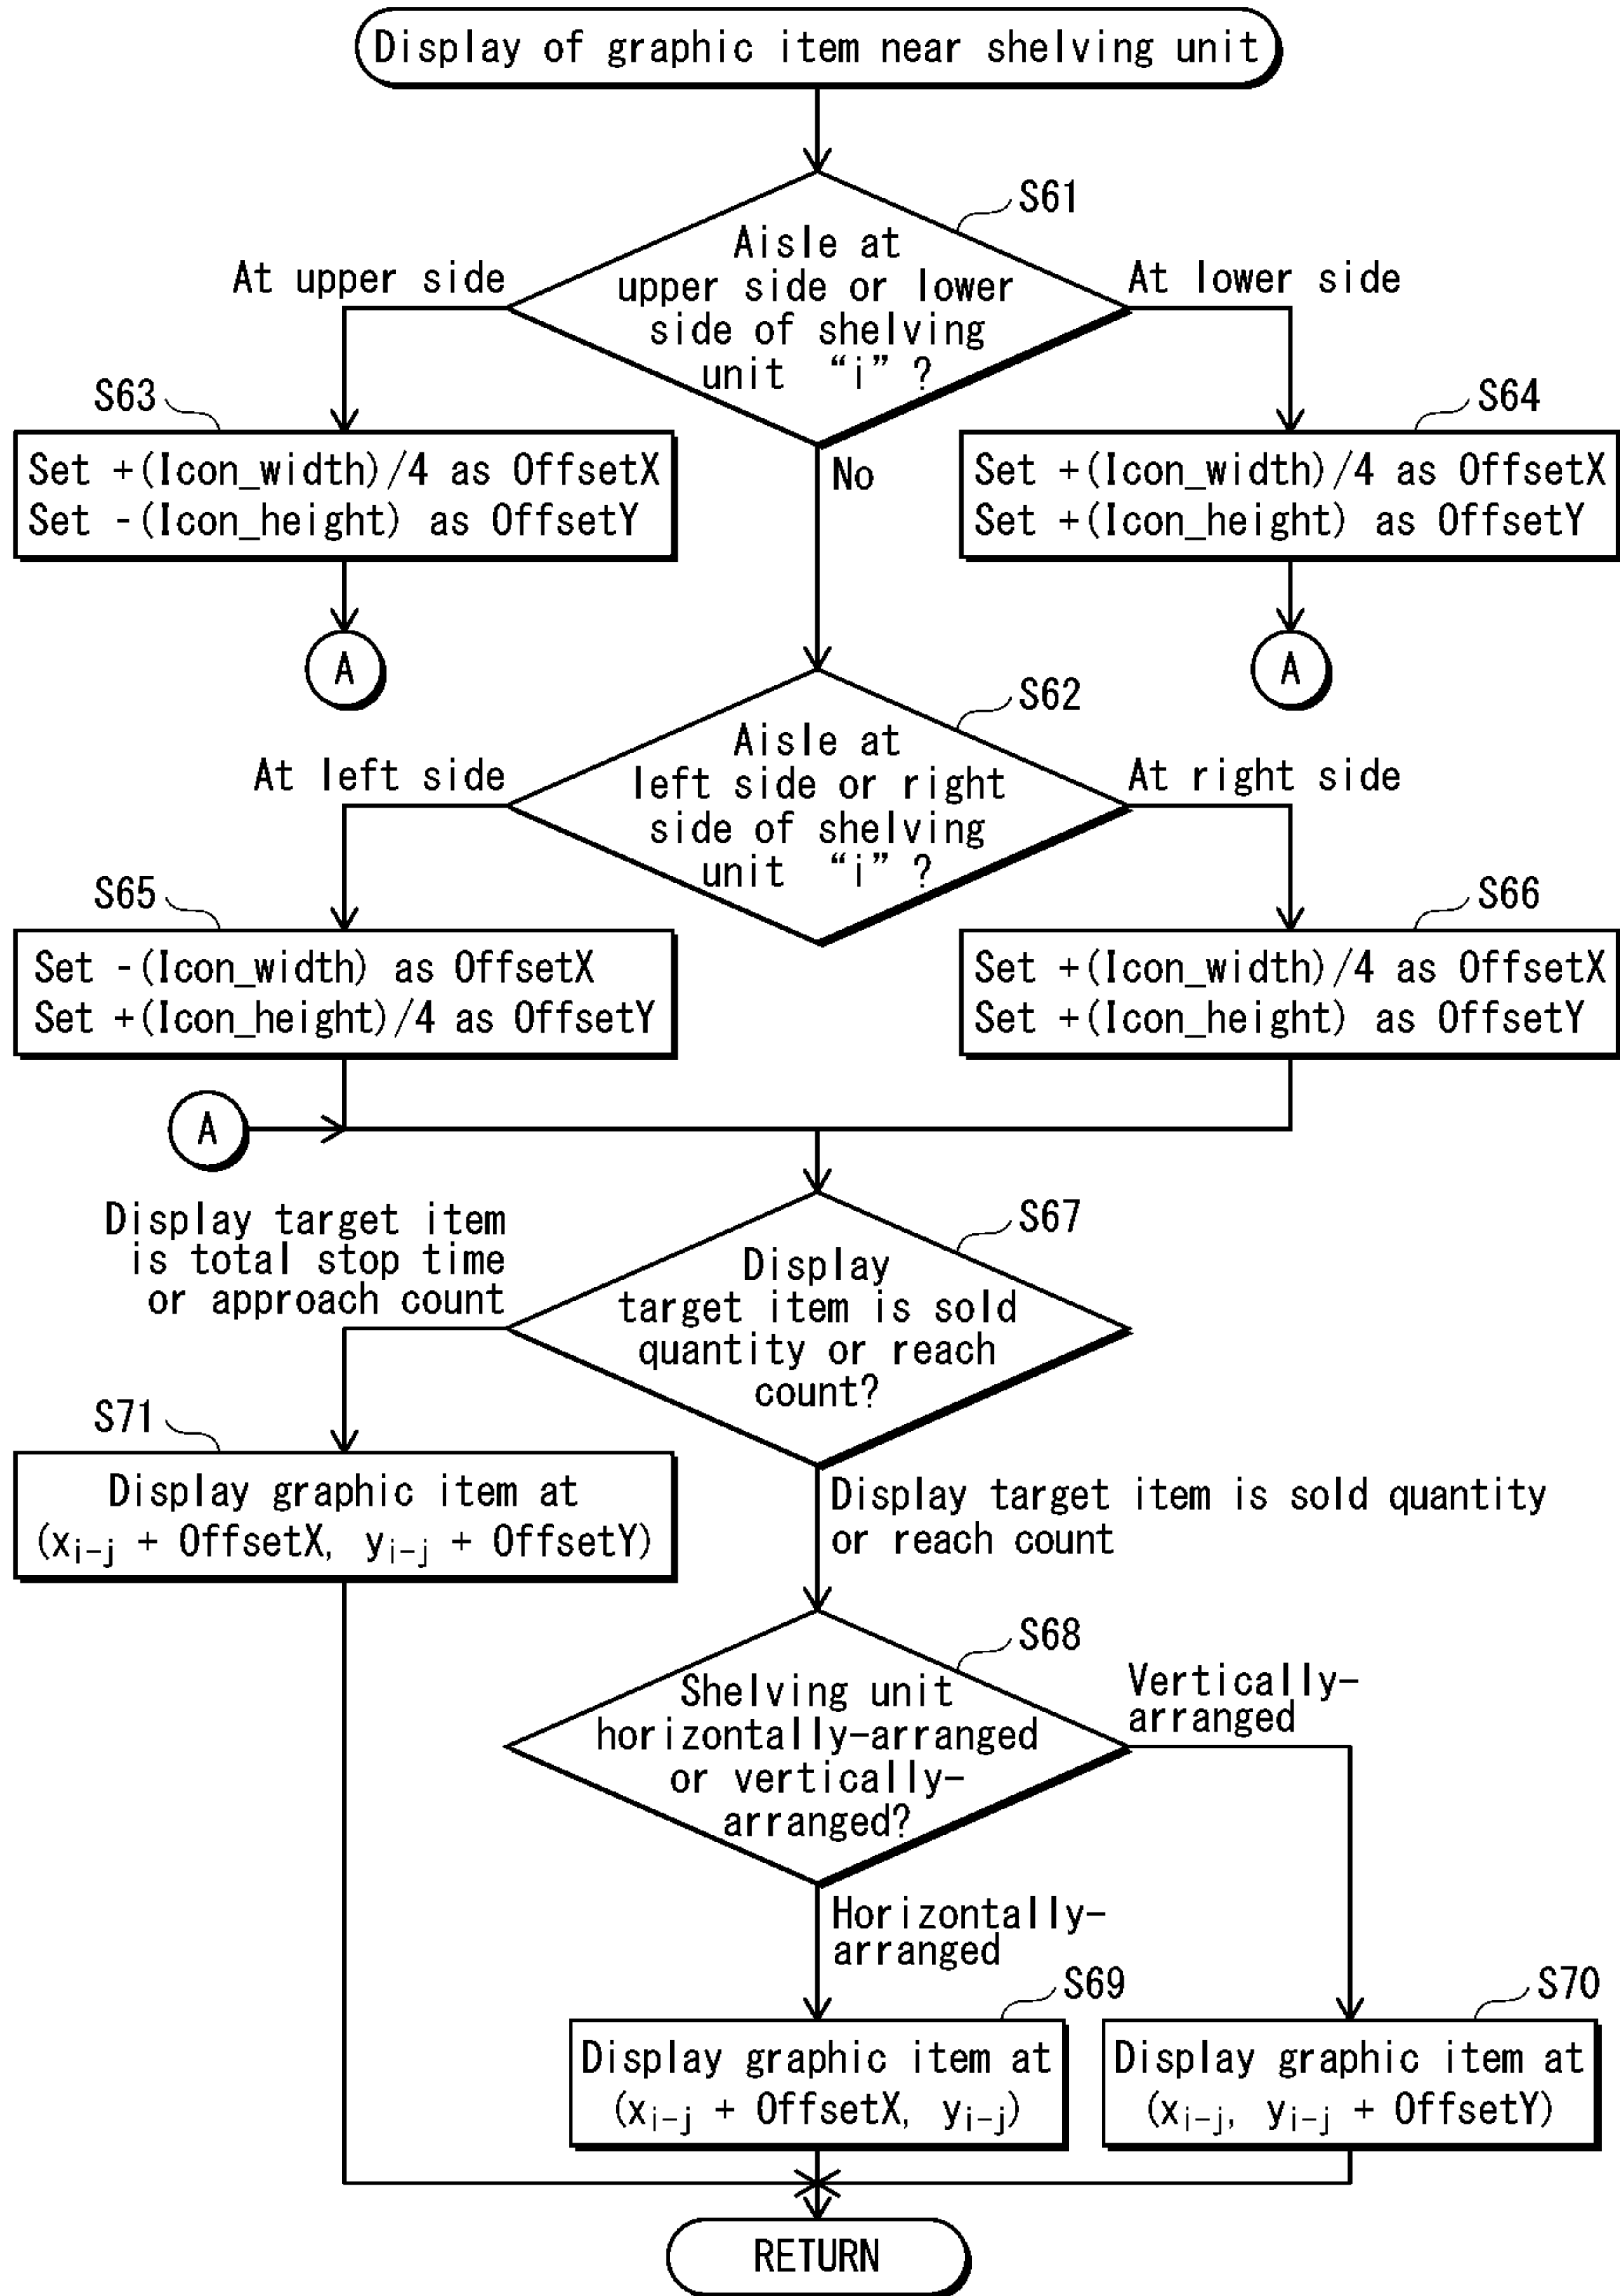 Display of graphic item near shelving unit
S61
Aisle at
upper side or lower
side of shelving
unit “i”?
At upper side
At lower side
S63
Set +(Icon_width)/4 as OffsetX
Set -(Icon_height) as OffsetY
No
S64
Set +(Icon_width)/4 as OffsetX
Set +(Icon_height) as OffsetY
A
A
S62
Aisle at
left side or right
side of shelving
unit “i”?
At left side
At right side
S65
Set -(Icon_width) as OffsetX
Set +(Icon_height)/4 as OffsetY
S66
Set +(Icon_width)/4 as OffsetX
Set +(Icon_height) as OffsetY
A
Display target item
is total stop time
or approach count
S67
Display
target item is sold
quantity or reach
count?
S71
Display graphic item at
(xi-j + OffsetX, yi-j + OffsetY)
Display target item is sold quantity
or reach count
S68
Shelving unit
horizontally-arranged
or vertically-
arranged?
Vertically-
arranged
Horizontally-
arranged
S69
Display graphic item at
(xi-j + OffsetX, yi-j)
S70
Display graphic item at
(xi-j, yi-j + OffsetY)
RETURN